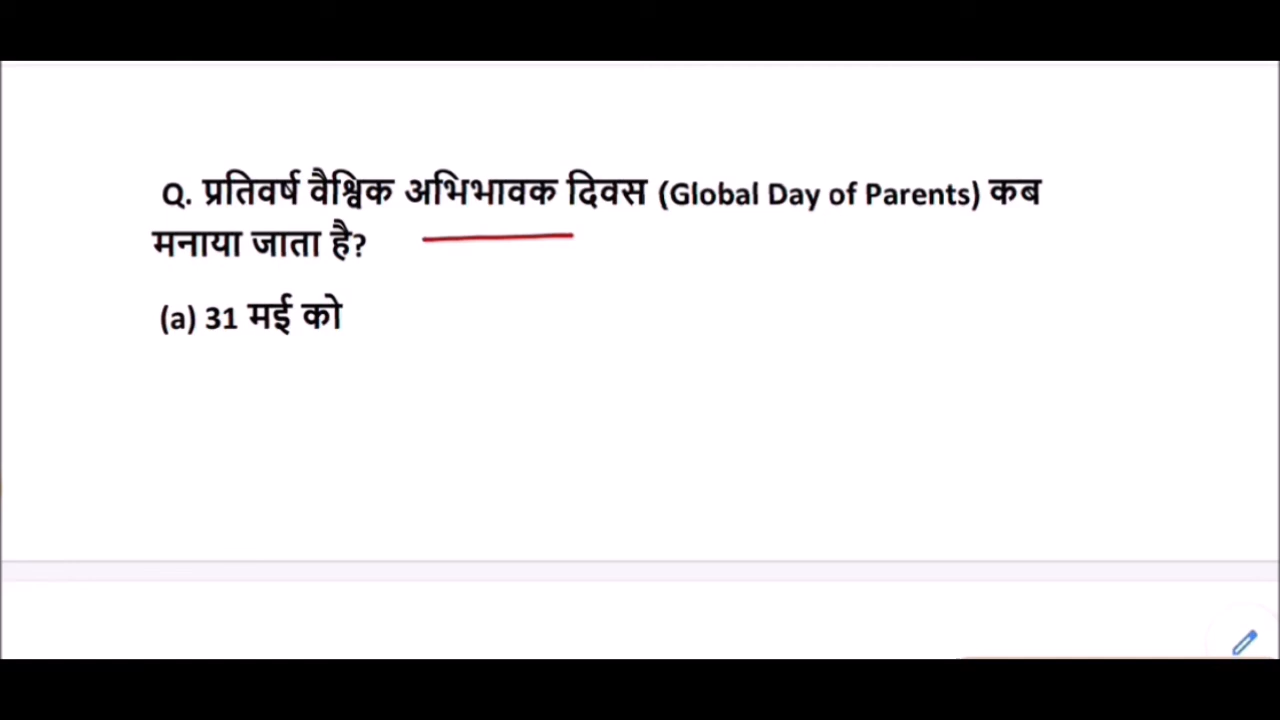 Q. प्रतिवर्ष वैश्विक अभिभावक दिवस (Global Day of Parents) कब
मनाया जाता है?
(a) 31 मई को